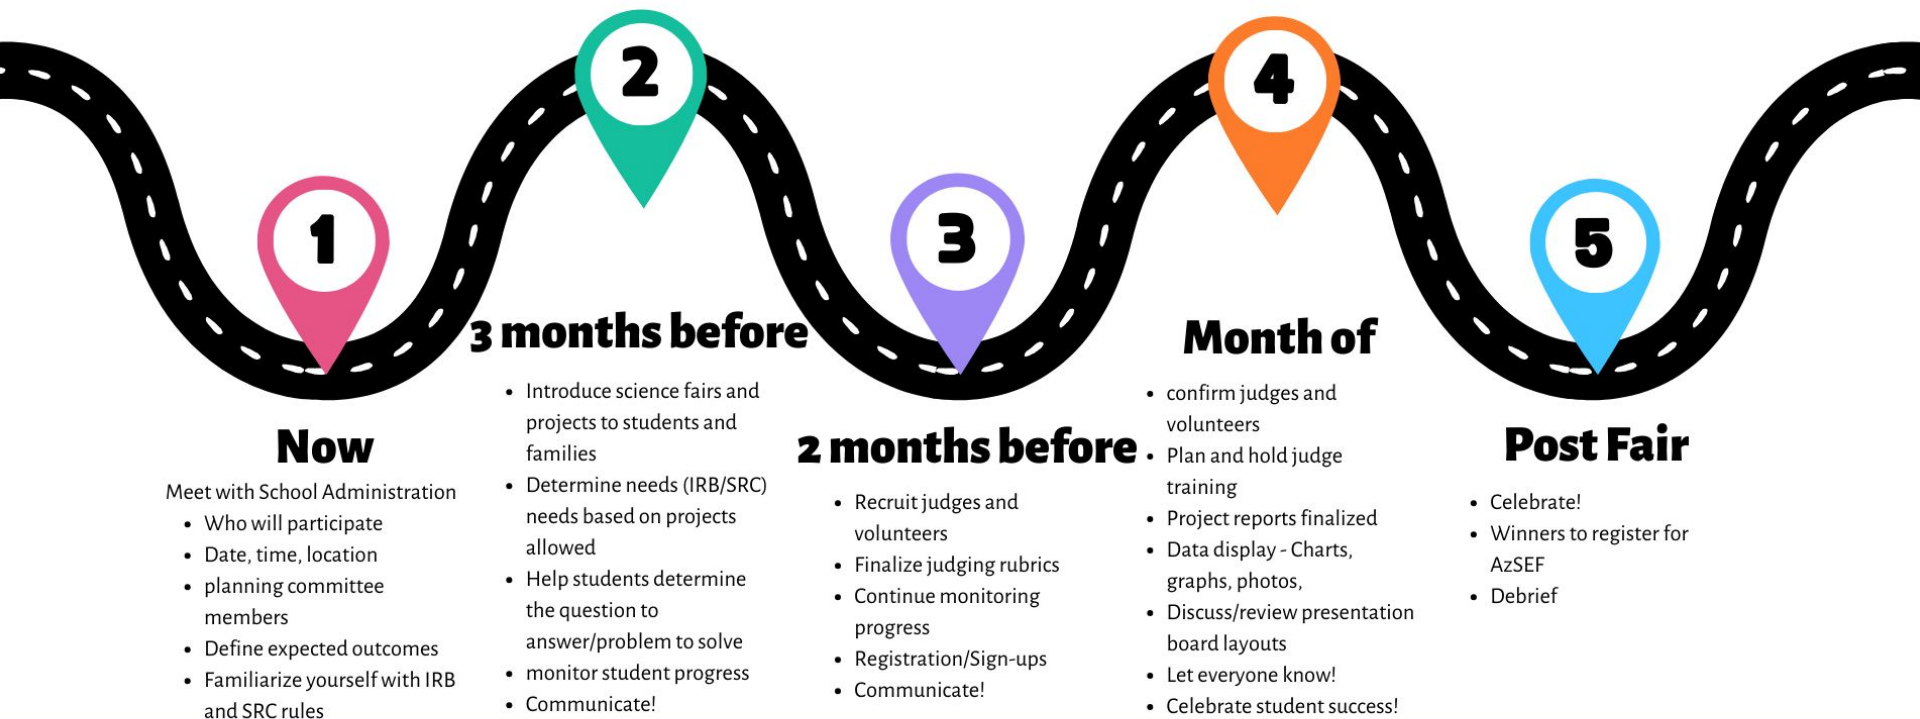 1
Now
Meet with School Administration
• Who will participate
• Date, time, location
• planning committee
members
• Define expected outcomes
• Familiarize yourself with IRB
and SRC rules
2
3 months before
• Introduce science fairs and
projects to students and
families
• Determine needs (IRB/SRC)
needs based on projects
allowed
• Help students determine
the question to
answer/problem to solve
• monitor student progress
• Communicate!
3
2 months before
• Recruit judges and
volunteers
• Finalize judging rubrics
• Continue monitoring
progress
• Registration/Sign-ups
• Communicate!
4
Month of
• confirm judges and
volunteers
• Plan and hold judge
training
• Project reports finalized
• Data display - Charts,
graphs, photos,
• Discuss/review presentation
board layouts
• Let everyone know!
• Celebrate student success!
5
Post Fair
• Celebrate!
• Winners to register for
AzSEF
• Debrief